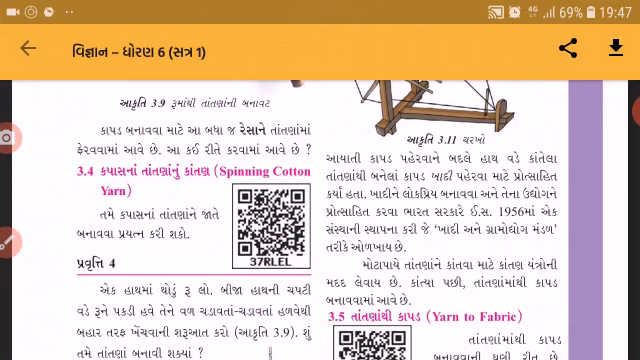 4G 69% 19:47
વિજ્ઞાન – ધોરણ 6 (સત્ર 1)
આકૃતિ 3.9 રૂમાંથી તાંતણાંની બનાવટ
કાપડ બનાવવા માટે આ બધા જ રેસાને તાંતણાંમાં
ફેરવવામાં આવે છે. આ કઈ રીતે કરવામાં આવે છે ?
3.4 કપાસનાં તાંતણાંનું કાંતણ (Spinning Cotton
Yarn)
તમે કપાસનાં તાંતણાંને જાતે
બનાવવા પ્રયત્ન કરી શકો.
37RLEL
પ્રવૃત્તિ 4
એક હાથમાં થોડું રૂ લો. બીજા હાથની ચપટી
વડે રૂને પકડી હવે તેને વળ ચડાવતાં-ચડાવતાં હળવેથી
બહાર તરફ ખેંચવાની શરૂઆત કરો (આકૃતિ 3.9). શું
તમે તાંતણાં બનાવી શક્યાં ?
આકૃતિ 3.11 ચરખો
આયાતી કાપડ પહેરવાને બદલે હાથ વડે કાંતેલા
તાંતણાંથી બનેલાં કાપડ ખાદી પહેરવા માટે પ્રોત્સાહિત
કર્યાં હતા. ખાદીને લોકપ્રિય બનાવવા અને તેના ઉદ્યોગને
પ્રોત્સાહિત કરવા ભારત સરકારે ઈ.સ. 1956માં એક
સંસ્થાની સ્થાપના કરી જે ‘ખાદી અને ગ્રામોદ્યોગ મંડળ’
તરીકે ઓળખાય છે.
મોટાપાયે તાંતણાંને કાંતવા માટે કાંતણ યંત્રોની
મદદ લેવાય છે. કાંત્યા પછી, તાંતણાંમાંથી કાપડ
બનાવવામાં આવે છે.
3.5 તાંતણાંથી કાપડ (Yarn to Fabric)
તાંતણાંમાંથી કાપડ
બનાવવાની ઘણી રીત છે